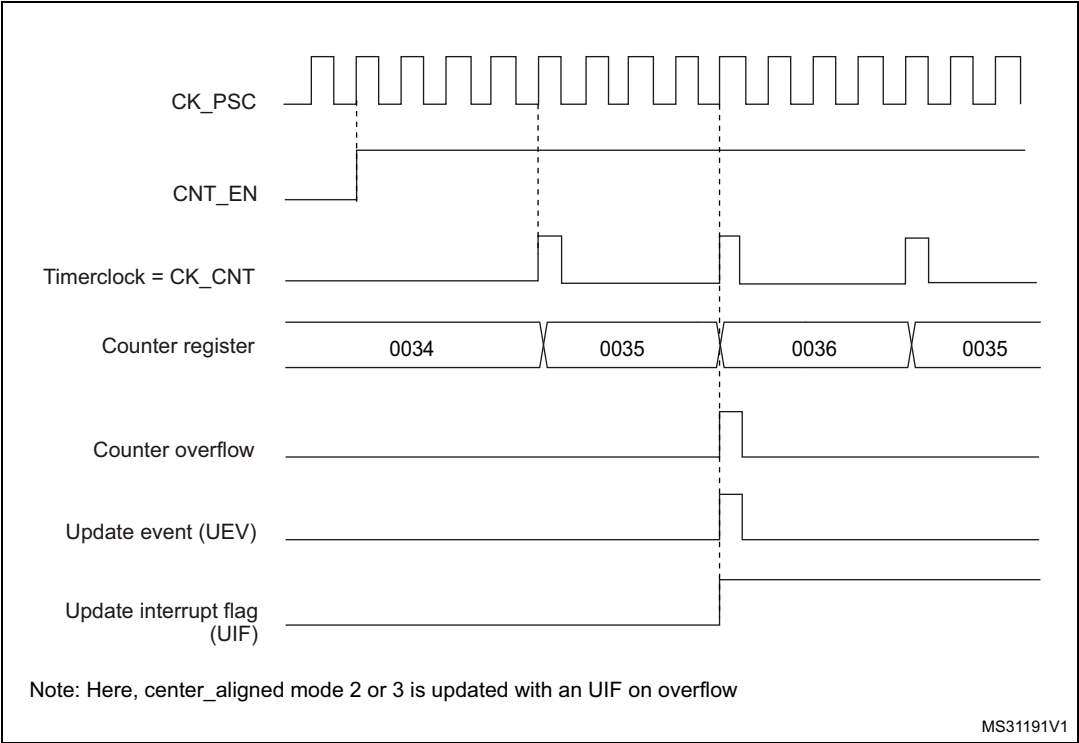 CK_PSC
CNT_EN
Timerclock = CK_CNT
Counter register
0034
0035
0036
0035
Counter overflow
Update event (UEV)
Update interrupt flag
(UIF)
Note: Here, center_aligned mode 2 or 3 is updated with an UIF on overflow
MS31191V1